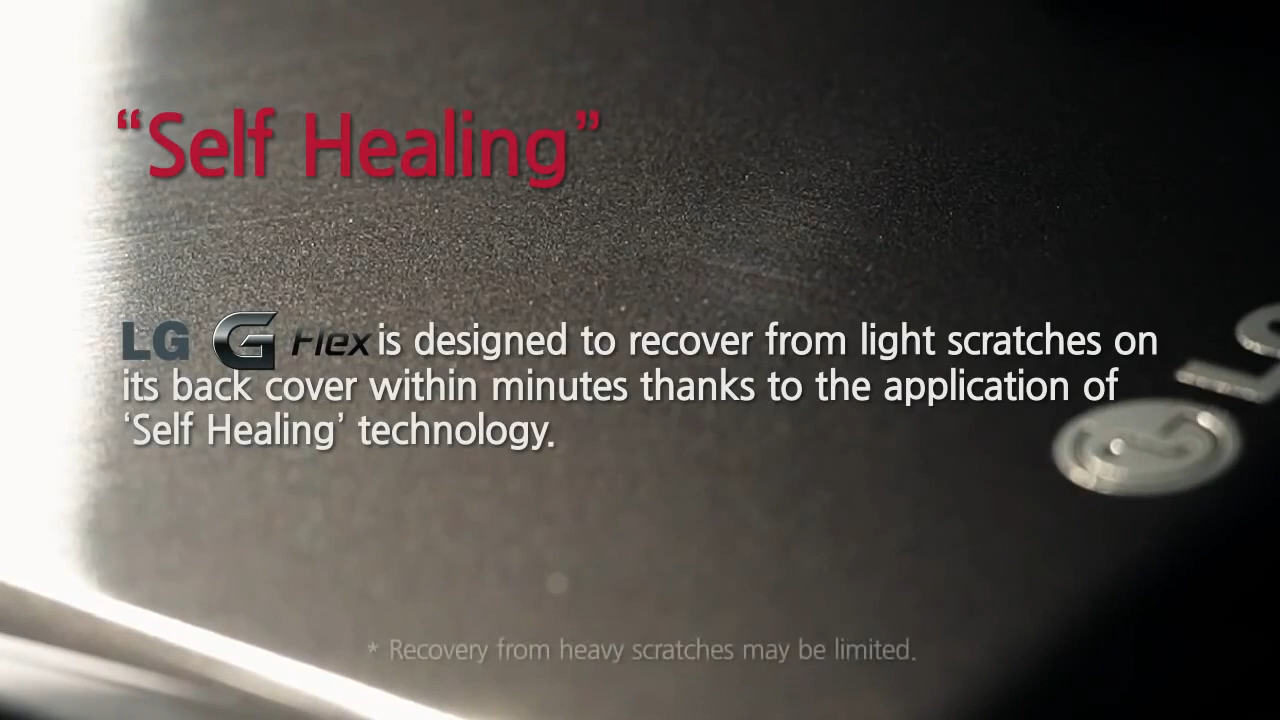 “Self Healing”
LG G Flex is designed to recover from light scratches on
its back cover within minutes thanks to the application of
‘Self Healing’ technology.
LG
* Recovery from heavy scratches may be limited.